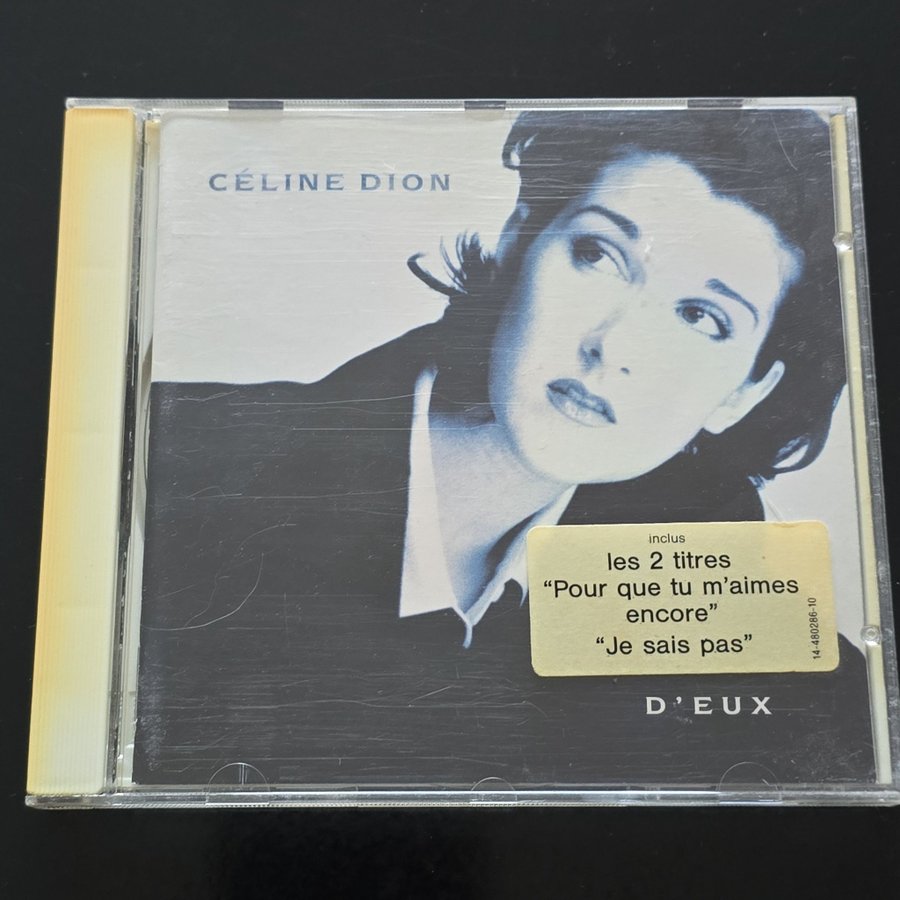 CÉLINE DION
inclus
les 2 titres
“Pour que tu m’aimes
encore”
“Je sais pas”
14-480286-10
D’EUX